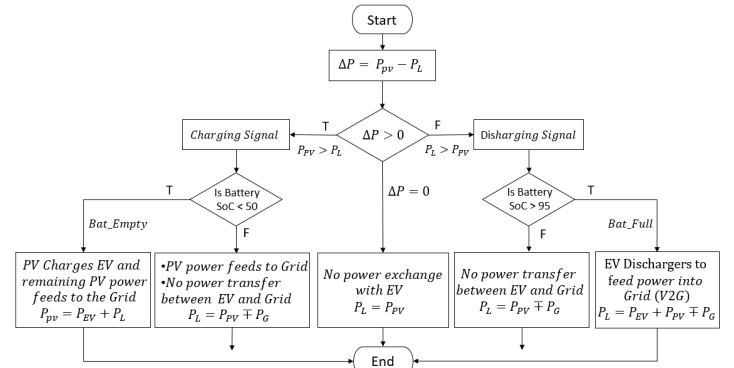 Start
ΔP = P_pv − P_L
Charging Signal
T
P_PV > P_L
ΔP > 0
F
P_L > P_PV
Disharging Signal
ΔP = 0
T
Is Battery
SoC < 50
Bat_Empty
F
Is Battery
SoC > 95
T
Bat_Full
F
PV Charges EV and
remaining PV power
feeds to the Grid
P_pv = P_EV + P_L
•PV power feeds to Grid
•No power transfer
between EV and Grid
P_L = P_PV ∓ P_G
No power exchange
with EV
P_L = P_PV
No power transfer
between EV and Grid
P_L = P_PV ∓ P_G
EV Dischargers to
feed power into
Grid (V2G)
P_L = P_EV + P_PV ∓ P_G
End